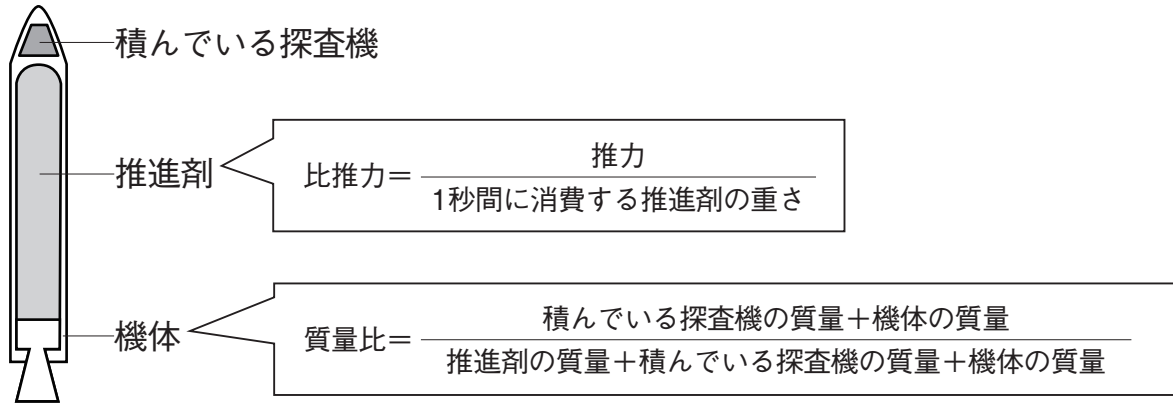 積んでいる探査機
推進剤
比推力＝
推力
1秒間に消費する推進剤の重さ
機体
質量比＝
積んでいる探査機の質量＋機体の質量
推進剤の質量＋積んでいる探査機の質量＋機体の質量